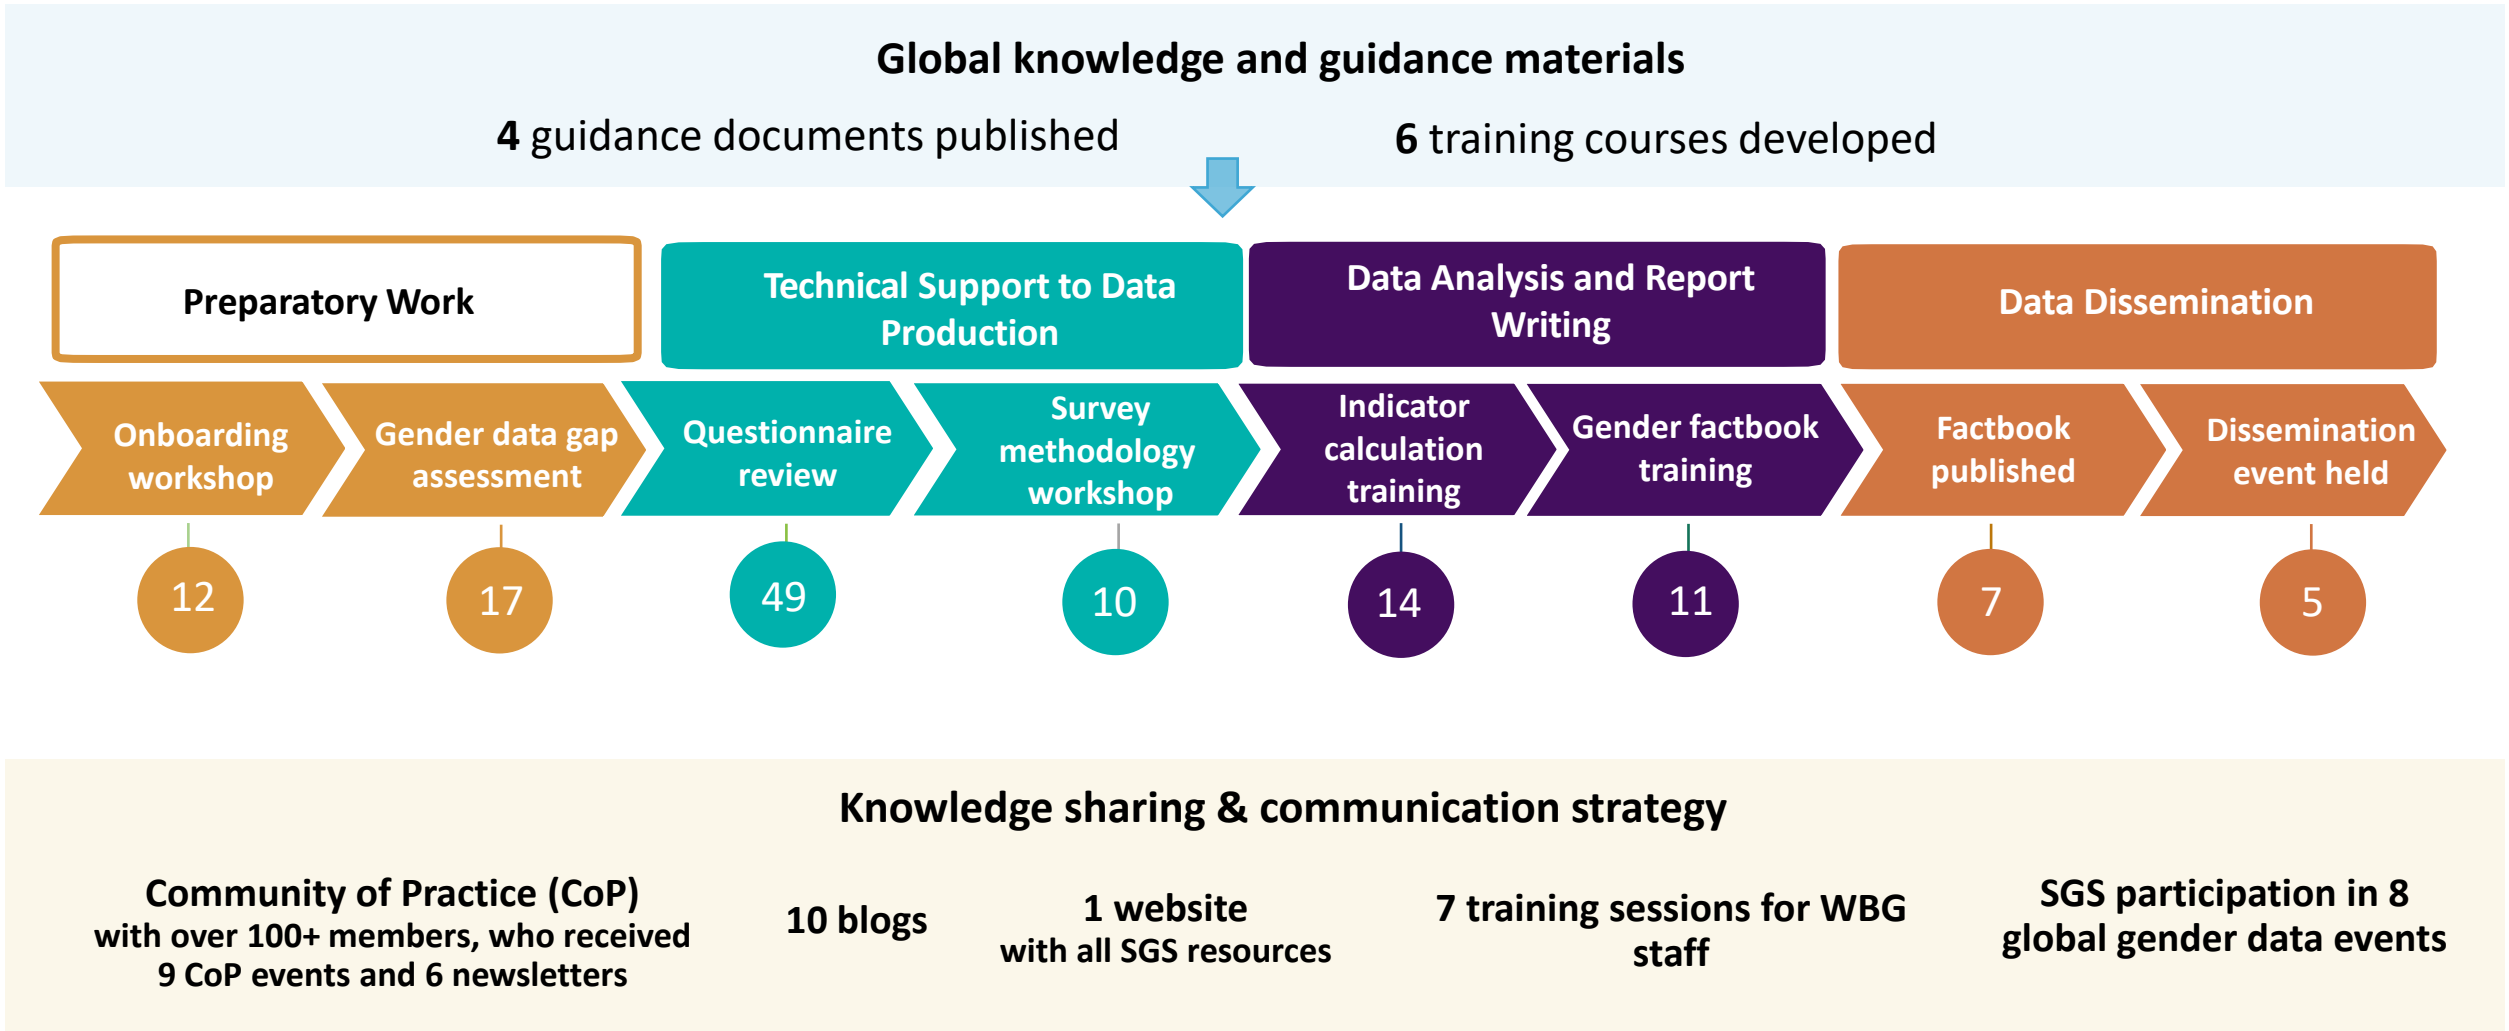 Global knowledge and guidance materials
4 guidance documents published
6 training courses developed
Preparatory Work
Technical Support to Data
Production
Data Analysis and Report
Writing
Data Dissemination
Onboarding
workshop
Gender data gap
assessment
Questionnaire
review
Survey
methodology
workshop
Indicator
calculation
training
Gender factbook
training
Factbook
published
Dissemination
event held
12
17
49
10
14
11
7
5
Knowledge sharing & communication strategy
Community of Practice (CoP)
with over 100+ members, who received
9 CoP events and 6 newsletters
10 blogs
1 website
with all SGS resources
7 training sessions for WBG
staff
SGS participation in 8
global gender data events